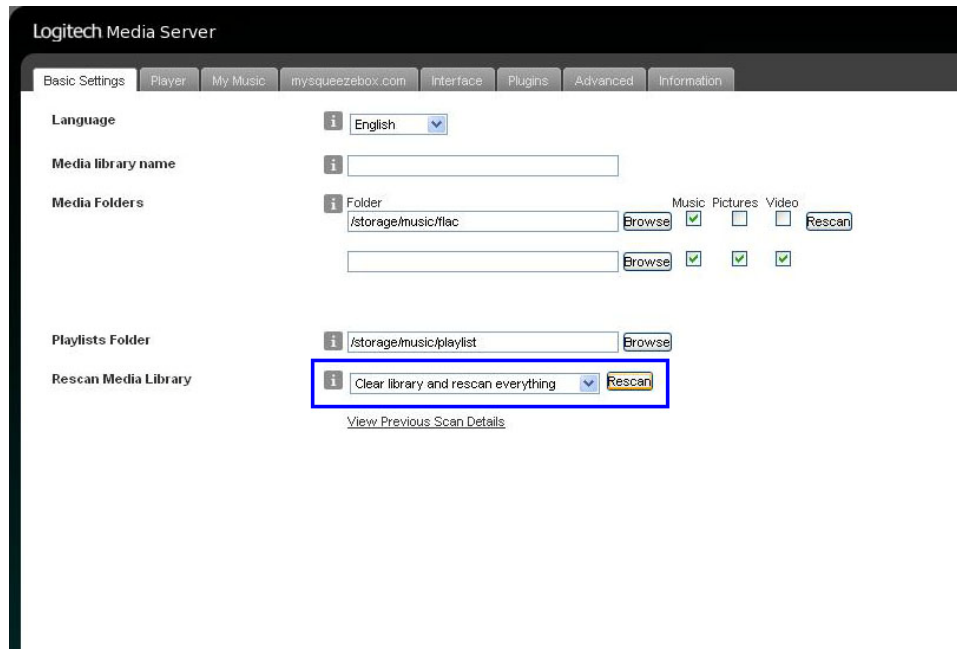 Logitech Media Server
Basic Settings Player My Music mysqueezebox.com Interface Plugins Advanced Information
Language i English
Media library name i
Media Folders i Folder Music Pictures Video
/storage/music/flac Browse Rescan
Browse
Playlists Folder i /storage/music/playlist Browse
Rescan Media Library i Clear library and rescan everything Rescan
View Previous Scan Details